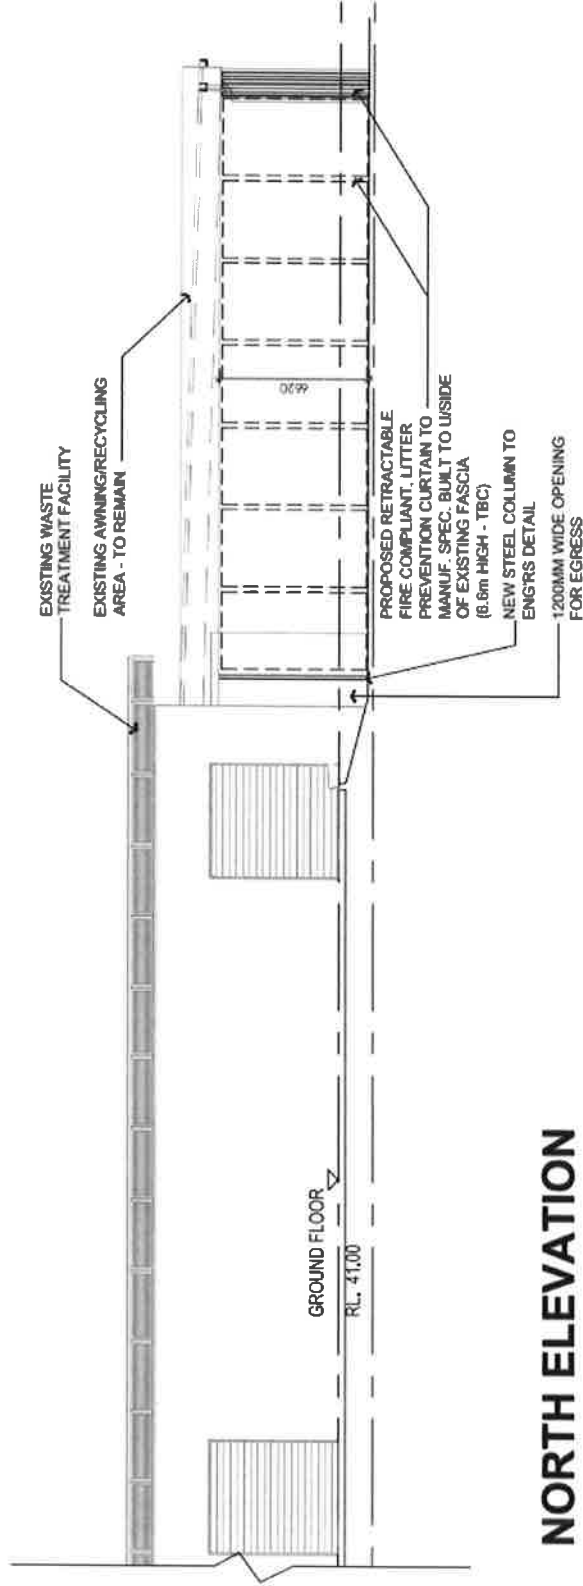 EXISTING WASTE
TREATMENT FACILITY
EXISTING AWNING/RECYCLING
AREA - TO REMAIN
6620
PROPOSED RETRACTABLE
FIRE COMPLIANT, LITTER
PREVENTION CURTAIN TO
MANUF. SPEC. BUILT TO U/SIDE
OF EXISTING FASCIA
(6.6m HIGH - TBC)
NEW STEEL COLUMN TO
ENG'RS DETAIL
1200MM WIDE OPENING
FOR EGRESS
GROUND FLOOR
RL. 41.00
NORTH ELEVATION